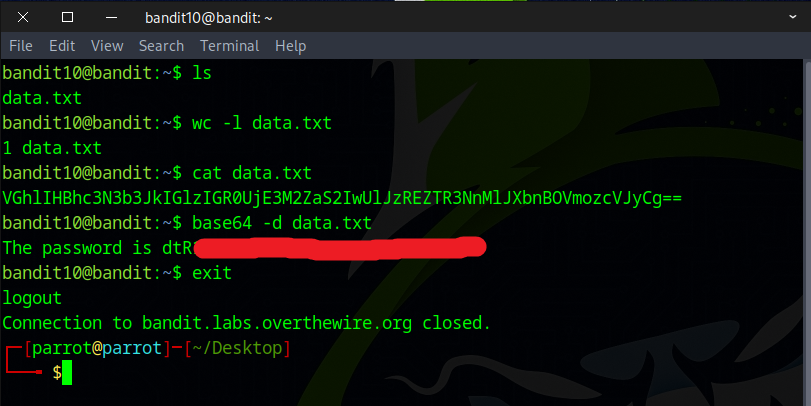 bandit10@bandit: ~
File Edit View Search Terminal Help
bandit10@bandit:~$ ls
data.txt
bandit10@bandit:~$ wc -l data.txt
1 data.txt
bandit10@bandit:~$ cat data.txt
VGhlIHBhc3N3b3JkIGlzIGR0UjE3M2ZaS2IwUlJzREZTR3NnMlJXbnBOVmozcVJyCg==
bandit10@bandit:~$ base64 -d data.txt
The password is dtR
bandit10@bandit:~$ exit
logout
Connection to bandit.labs.overthewire.org closed.
[parrot@parrot]-[~/Desktop]
$